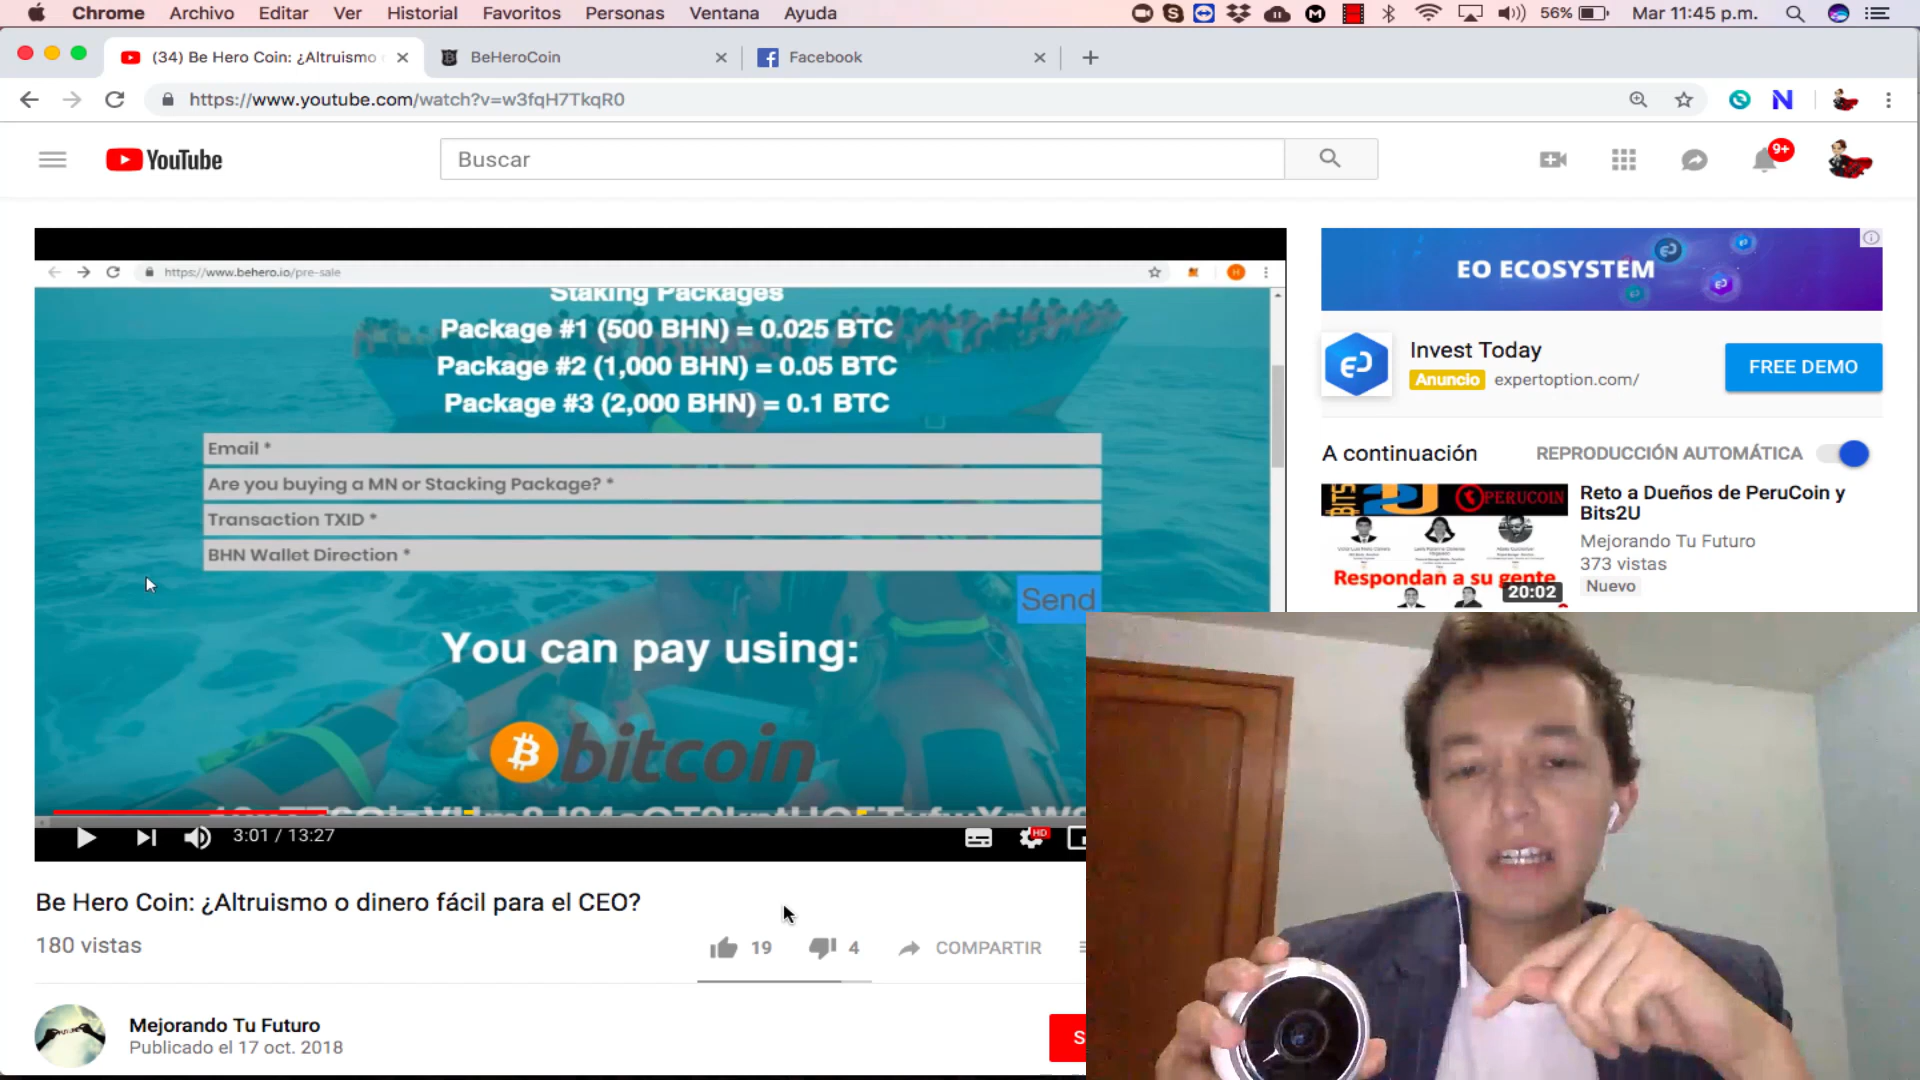 Chrome Archivo Editar Ver Historial Favoritos Personas Ventana Ayuda 56% Mar 11:45 p.m.
(34) Be Hero Coin: ¿Altruismo
BeHeroCoin
Facebook
https://www.youtube.com/watch?v=w3fqH7TkqR0
YouTube
Buscar
9+
https://www.behero.io/pre-sale
Staking Packages
Package #1 (500 BHN) = 0.025 BTC
Package #2 (1,000 BHN) = 0.05 BTC
Package #3 (2,000 BHN) = 0.1 BTC
Email *
Are you buying a MN or Stacking Package? *
Transaction TXID *
BHN Wallet Direction *
Send
You can pay using:
bitcoin
3:01 / 13:27
HD
EO ECOSYSTEM
Invest Today
Anuncio expertoption.com/
FREE DEMO
A continuación
REPRODUCCIÓN AUTOMÁTICA
PERUCOIN
Respondan a su gente
20:02
Reto a Dueños de PeruCoin y
Bits2U
Mejorando Tu Futuro
373 vistas
Nuevo
Be Hero Coin: ¿Altruismo o dinero fácil para el CEO?
180 vistas
19
4
COMPARTIR
Mejorando Tu Futuro
Publicado el 17 oct. 2018
S